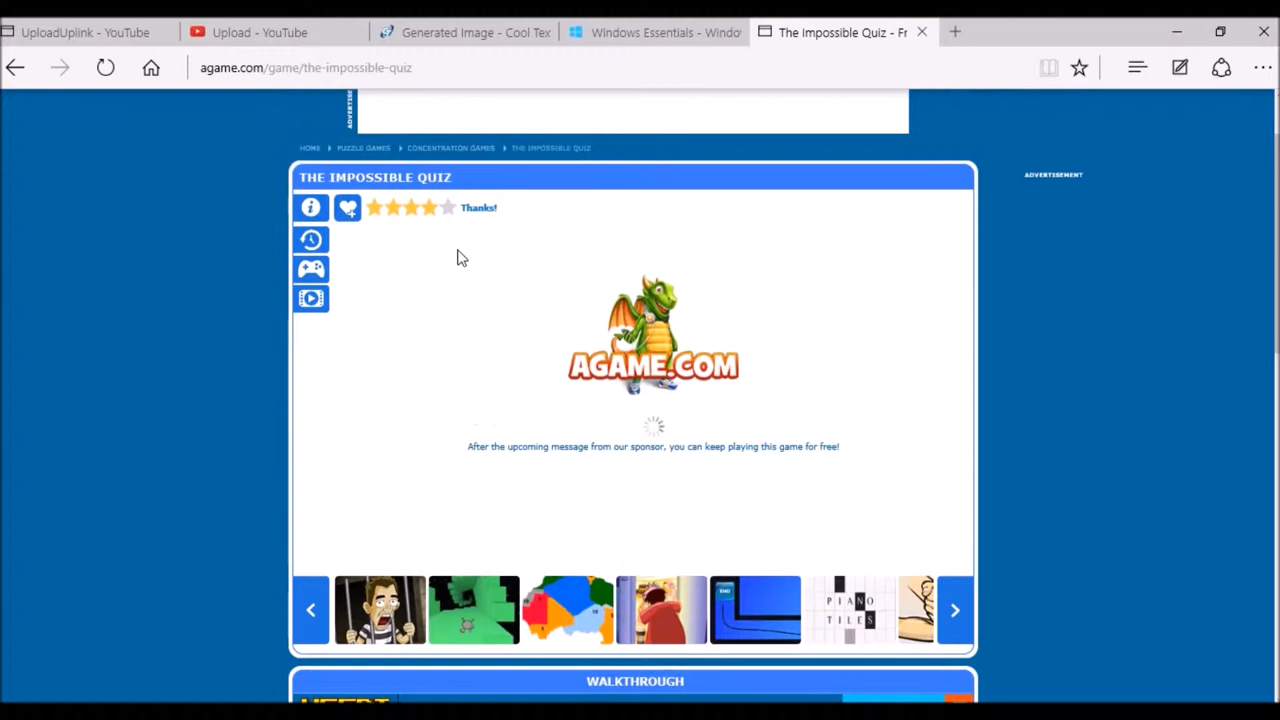 UploadUplink - YouTube
Upload - YouTube
Generated Image - Cool Tex
Windows Essentials - Windo
The Impossible Quiz - Fr
agame.com/game/the-impossible-quiz
HOME
PUZZLE GAMES
CONCENTRATION GAMES
THE IMPOSSIBLE QUIZ
THE IMPOSSIBLE QUIZ
ADVERTISEMENT
Thanks!
AGAME.COM
After the upcoming message from our sponsor, you can keep playing this game for free!
END
PIANO
TILES
WALKTHROUGH